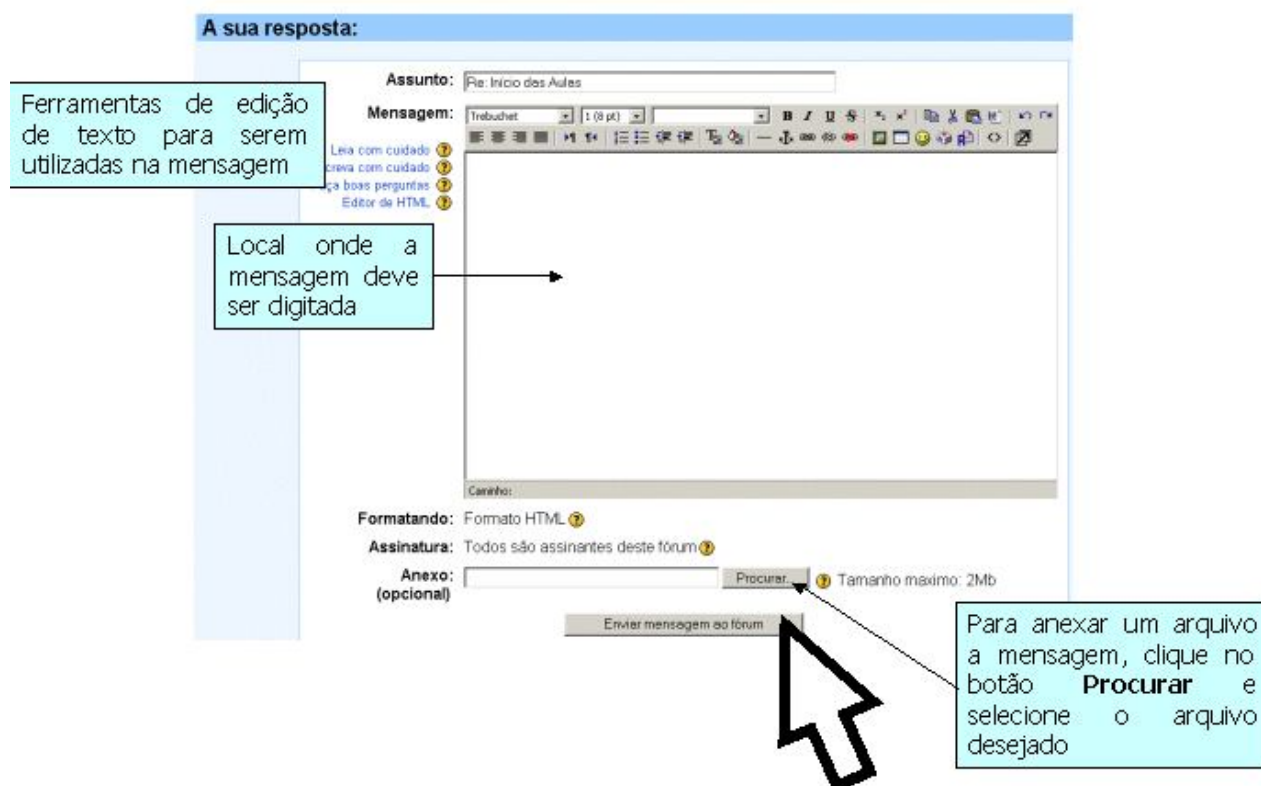 A sua resposta:
Assunto: Re: Início das Aulas
Ferramentas de edição
de texto para serem
utilizadas na mensagem
Mensagem: Trebuchet 1 (8 pt)
Leia com cuidado
creva com cuidado
ça boas perguntas
Editor de HTML
Local onde a
mensagem deve
ser digitada
Caminho:
Formatando: Formato HTML
Assinatura: Todos são assinantes deste fórum
Anexo: Procurar... Tamanho maximo: 2Mb
(opcional)
Enviar mensagem ao fórum
Para anexar um arquivo
a mensagem, clique no
botão Procurar e
selecione o arquivo
desejado